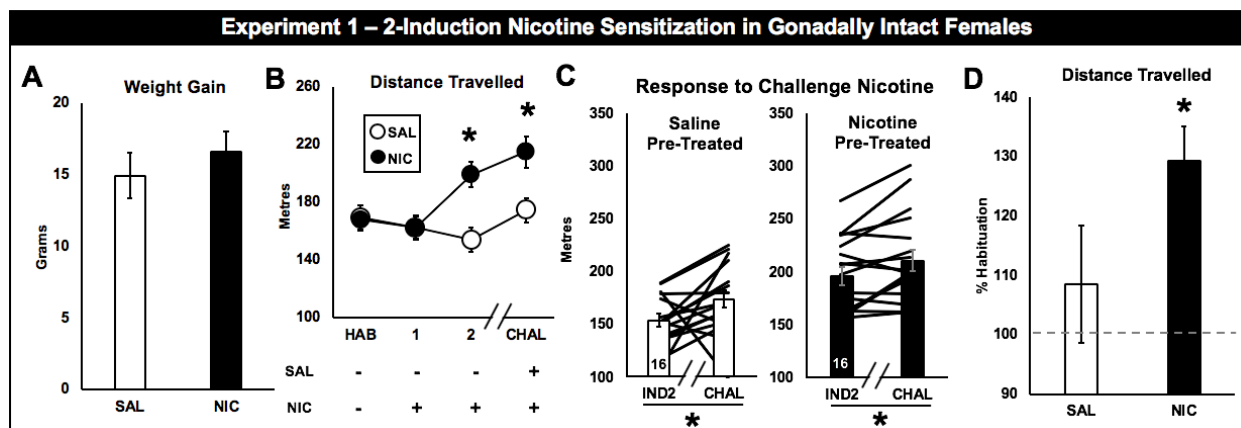 Experiment 1 – 2-Induction Nicotine Sensitization in Gonadally Intact Females
A
Weight Gain
20
15
10
5
0
Grams
SAL
NIC
B
Distance Travelled
260
220
180
140
100
Metres
SAL
NIC
*
*
HAB
1
2
CHAL
SAL - - - +
NIC - + + +
C
Response to Challenge Nicotine
Saline
Pre-Treated
350
300
250
200
150
100
Metres
16
IND2
CHAL
*
Nicotine
Pre-Treated
350
300
250
200
150
100
16
IND2
CHAL
*
D
Distance Travelled
140
130
120
110
100
90
% Habituation
*
SAL
NIC